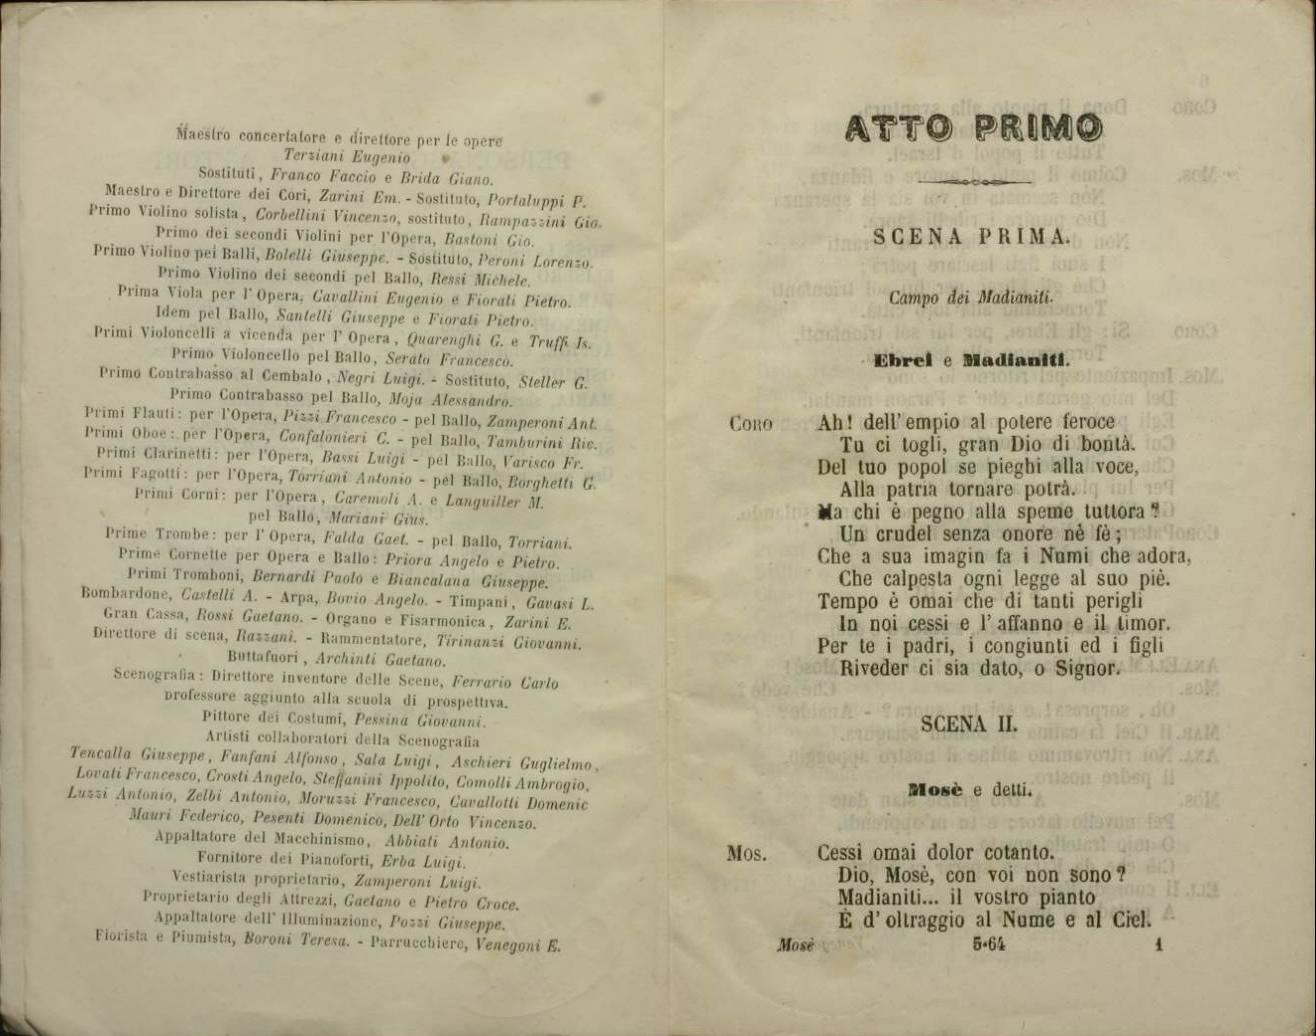 Maestro concertatore e direttore per le opere
Terziani Eugenio
Sostituti, Franco Faccio e Brida Giano.
Maestro e Direttore dei Cori, Zarini Em. - Sostituto, Portaluppi P.
Primo Violino solista, Corbellini Vincenzo, sostituto, Rampazzini Gio.
Primo dei secondi Violini per l'Opera, Bastoni Gio.
Primo Violino pei Balli, Bolelli Giuseppe. - Sostituto, Peroni Lorenzo.
Primo Violino dei secondi pel Ballo, Ressi Michele.
Prima Viola per l'Opera, Cavallini Eugenio e Fiorati Pietro.
Idem pel Ballo, Santelli Giuseppe e Fiorati Pietro.
Primi Violoncelli a vicenda per l'Opera, Quarenghi G. e Truffi Is.
Primo Violoncello pel Ballo, Serato Francesco.
Primo Contrabasso al Cembalo, Negri Luigi. - Sostituto, Steller G.
Primo Contrabasso pel Ballo, Moja Alessandro.
Primi Flauti: per l'Opera, Pizzi Francesco - pel Ballo, Zamperoni Ant.
Primi Oboe: per l'Opera, Confalonieri C. - pel Ballo, Tamburini Ric.
Primi Clarinetti: per l'Opera, Bassi Luigi - pel Ballo, Varisco Fr.
Primi Fagotti: per l'Opera, Torriani Antonio - pel Ballo, Borghetti G.
Primi Corni: per l'Opera, Caremoli A. e Languiller M.
pel Ballo, Mariani Gius.
Prime Trombe: per l'Opera, Falda Gaet. - pel Ballo, Torriani.
Prime Cornette per Opera e Ballo: Priora Angelo e Pietro.
Primi Tromboni, Bernardi Paolo e Biancalana Giuseppe.
Bombardone, Castelli A. - Arpa, Bovio Angelo. - Timpani, Gavasi L.
Gran Cassa, Rossi Gaetano. - Organo e Fisarmonica, Zarini E.
Direttore di scena, Razzani. - Rammentatore, Tirinanzi Giovanni.
Buttafuori, Archinti Gaetano.
Scenografia: Direttore inventore delle Scene, Ferrario Carlo
professore aggiunto alla scuola di prospettiva.
Pittore dei Costumi, Pessina Giovanni.
Artisti collaboratori della Scenografia
Tencalla Giuseppe, Fanfani Alfonso, Sala Luigi, Aschieri Guglielmo,
Lovati Francesco, Crosti Angelo, Steffanini Ippolito, Comolli Ambrogio,
Luzzi Antonio, Zelbi Antonio, Moruzzi Francesco, Cavallotti Domenic
Mauri Federico, Pesenti Domenico, Dell'Orto Vincenzo.
Appaltatore del Macchinismo, Abbiati Antonio.
Fornitore dei Pianoforti, Erba Luigi.
Vestiarista proprietario, Zamperoni Luigi.
Proprietario degli Attrezzi, Gaetano e Pietro Croce.
Appaltatore dell'Illuminazione, Pozzi Giuseppe.
Fiorista e Piumista, Boroni Teresa. - Parrucchiere, Venegoni E.
ATTO PRIMO
SCENA PRIMA.
Campo dei Madianiti.
Ebrei e Madianiti.
CORO Ah! dell'empio al potere feroce
Tu ci togli, gran Dio di bontà.
Del tuo popol se pieghi alla voce,
Alla patria tornare potrà.
Ma chi è pegno alla speme tuttora?
Un crudel senza onore nè fè;
Che a sua imagin fa i Numi che adora,
Che calpesta ogni legge al suo piè.
Tempo è omai che di tanti perigli
In noi cessi e l'affanno e il timor.
Per te i padri, i congiunti ed i figli
Riveder ci sia dato, o Signor.
SCENA II.
Mosè e detti.
Mos. Cessi omai dolor cotanto.
Dio, Mosè, con voi non sono?
Madianiti... il vostro pianto
È d'oltraggio al Nume e al Ciel.
Mosè 5-64 1